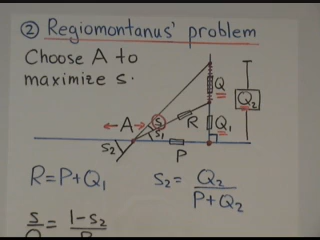 ② Regiomontanus' problem
Choose A to
maximize s.
Q
Q₂
A
s
R
Q₁
s₁
s₂
P
R=P+Q₁
s₂ = Q₂/(P+Q₂)
s/Q = 1-s₂